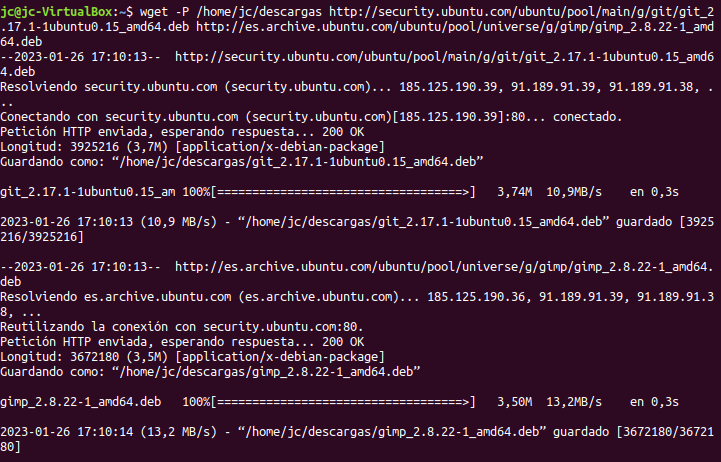 jc@jc-VirtualBox:~$ wget -P /home/jc/descargas http://security.ubuntu.com/ubuntu/pool/main/g/git/git_2
.17.1-1ubuntu0.15_amd64.deb http://es.archive.ubuntu.com/ubuntu/pool/universe/g/gimp/gimp_2.8.22-1_amd
64.deb
--2023-01-26 17:10:13--  http://security.ubuntu.com/ubuntu/pool/main/g/git/git_2.17.1-1ubuntu0.15_amd6
4.deb
Resolviendo security.ubuntu.com (security.ubuntu.com)... 185.125.190.39, 91.189.91.39, 91.189.91.38, .
..
Conectando con security.ubuntu.com (security.ubuntu.com)[185.125.190.39]:80... conectado.
Petición HTTP enviada, esperando respuesta... 200 OK
Longitud: 3925216 (3,7M) [application/x-debian-package]
Guardando como: “/home/jc/descargas/git_2.17.1-1ubuntu0.15_amd64.deb”
git_2.17.1-1ubuntu0.15_am 100%[===================================>]   3,74M  10,9MB/s    en 0,3s
2023-01-26 17:10:13 (10,9 MB/s) - “/home/jc/descargas/git_2.17.1-1ubuntu0.15_amd64.deb” guardado [3925
216/3925216]
--2023-01-26 17:10:13--  http://es.archive.ubuntu.com/ubuntu/pool/universe/g/gimp/gimp_2.8.22-1_amd64.
deb
Resolviendo es.archive.ubuntu.com (es.archive.ubuntu.com)... 185.125.190.36, 91.189.91.39, 91.189.91.3
8, ...
Reutilizando la conexión con security.ubuntu.com:80.
Petición HTTP enviada, esperando respuesta... 200 OK
Longitud: 3672180 (3,5M) [application/x-debian-package]
Guardando como: “/home/jc/descargas/gimp_2.8.22-1_amd64.deb”
gimp_2.8.22-1_amd64.deb   100%[===================================>]   3,50M  13,2MB/s    en 0,3s
2023-01-26 17:10:14 (13,2 MB/s) - “/home/jc/descargas/gimp_2.8.22-1_amd64.deb” guardado [3672180/36721
80]